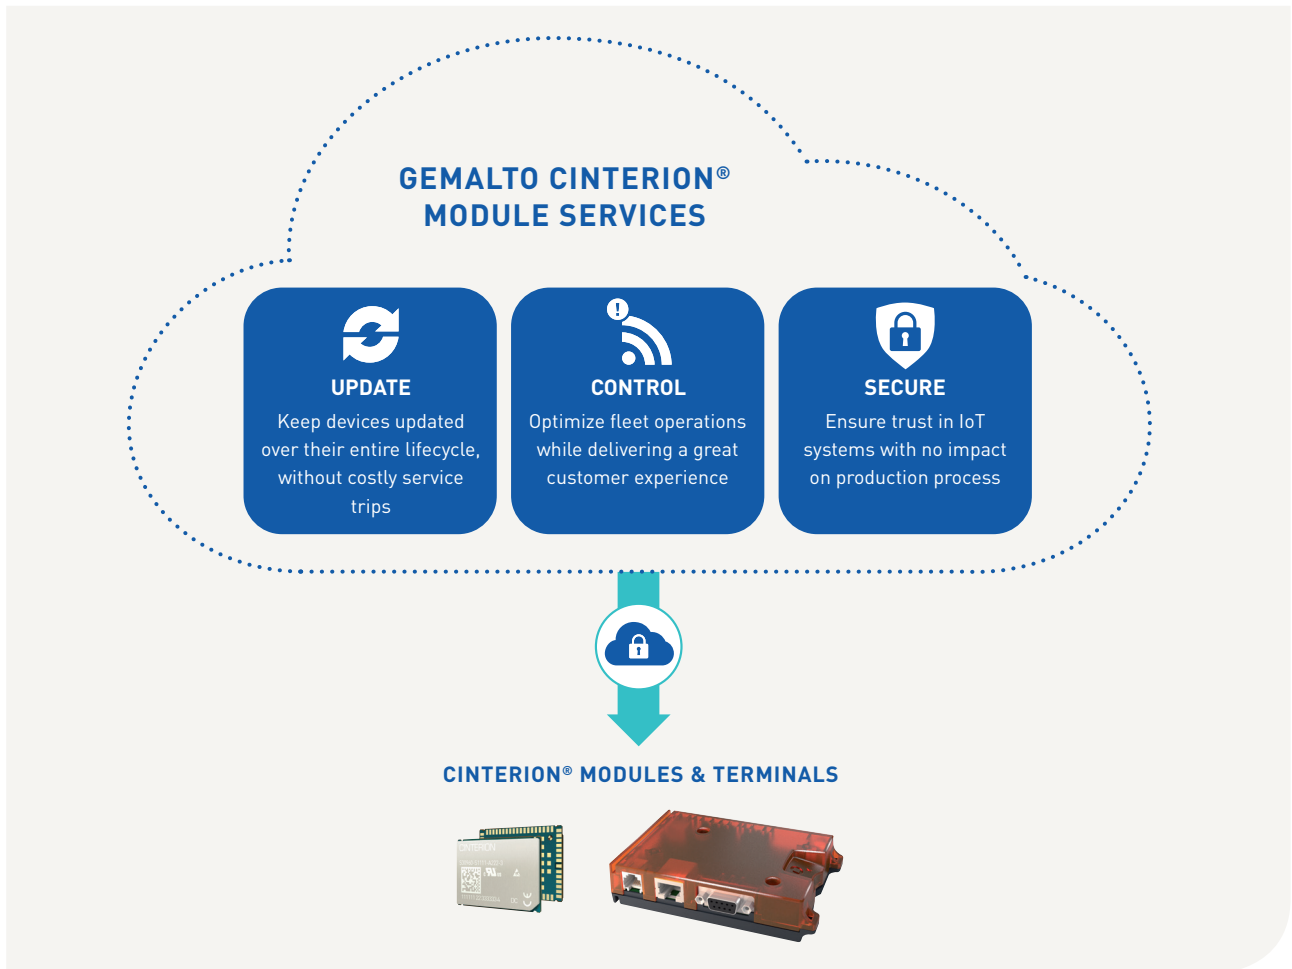 GEMALTO CINTERION®
MODULE SERVICES
!
UPDATE
Keep devices updated
over their entire lifecycle,
without costly service
trips
CONTROL
Optimize fleet operations
while delivering a great
customer experience
SECURE
Ensure trust in IoT
systems with no impact
on production process
CINTERION® MODULES & TERMINALS
CINTERION